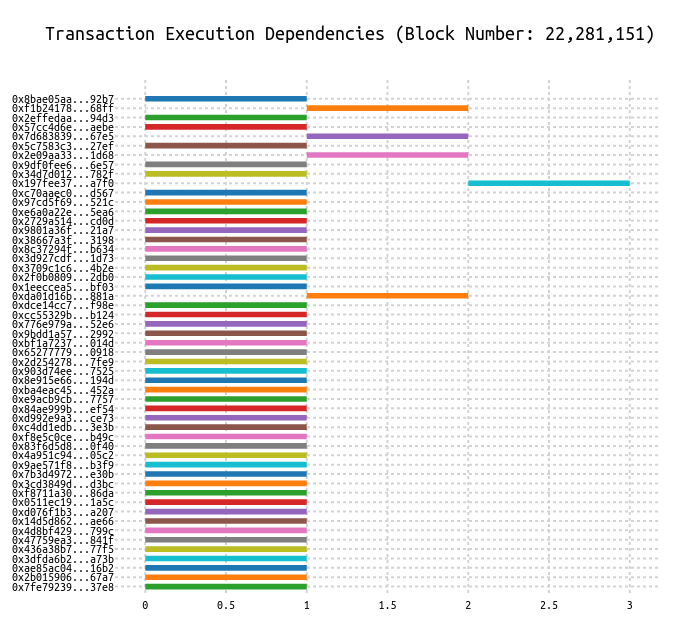 Transaction Execution Dependencies (Block Number: 22,281,151)
0x8bae05aa...92b7
0xf1b24178...68ff
0x2effedaa...94d3
0x57cc4d6e...aebe
0x7d683839...67e5
0x5c7583c3...27ef
0x2e09aa33...1d68
0x9df0fee6...6e57
0x34d7d012...782f
0x197fee37...a7f0
0xc70aaec0...d567
0x97cd5f69...521c
0xe6a0a22e...5ea6
0x2729a514...cd0d
0x9801a36f...21a7
0x38667a3f...3198
0x8c37294f...b634
0x3d927cdf...1d73
0x3709c1c6...4b2e
0x2f0b0809...2db0
0x1eeccea5...bf03
0xda01d16b...881a
0xdce14cc7...f98e
0xcc55329b...b124
0x776e979a...52e6
0x9bdd1a57...2992
0xbf1a7237...014d
0x65277779...0918
0x2d254278...7fe9
0x903d74ee...7525
0x8e915e66...194d
0xba4eac45...452a
0xe9acb9cb...7757
0x84ae999b...ef54
0xd992e9a3...ce73
0xc4dd1edb...3e3b
0xf8e5c0ce...b49c
0x83f6d5d8...0f40
0x4a951c94...05c2
0x9ae571f8...b3f9
0x7b3d4972...e30b
0x3cd3849d...d3bc
0xf8711a30...86da
0x0511ec19...1a5c
0xd076f1b3...a207
0x14d5d862...ae66
0x4d8bf429...799c
0x47759ea3...841f
0x436a38b7...77f5
0x3dfda6b2...a73b
0xae85ac04...16b2
0x2b015906...67a7
0x7fe79239...37e8
0 0.5 1 1.5 2 2.5 3